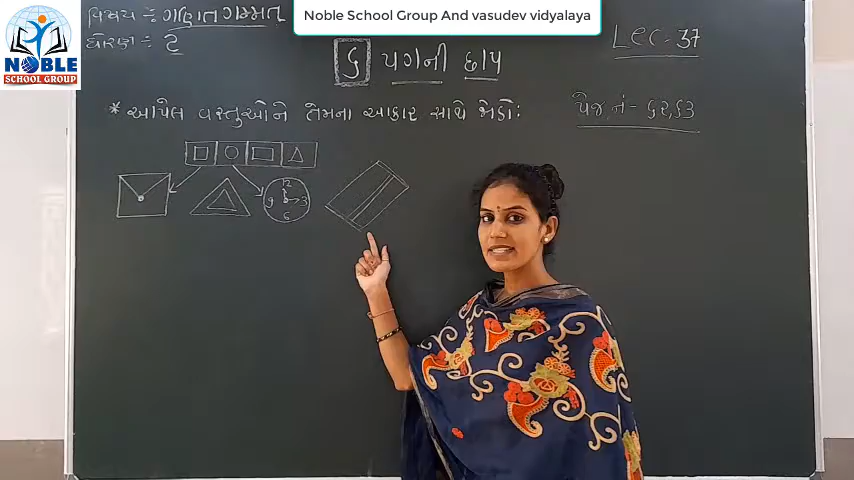 Noble School Group And vasudev vidyalaya
NOBLE
SCHOOL GROUP
વિષય :- ગણિત ગમ્મત
ધોરણ :- ૨
Lec-37
૬ પગની છાપ
* આપેલ વસ્તુઓને તેમના આકાર સાથે જોડો:
પેજ નં - ૬૨,૬૩
12
9 3
6